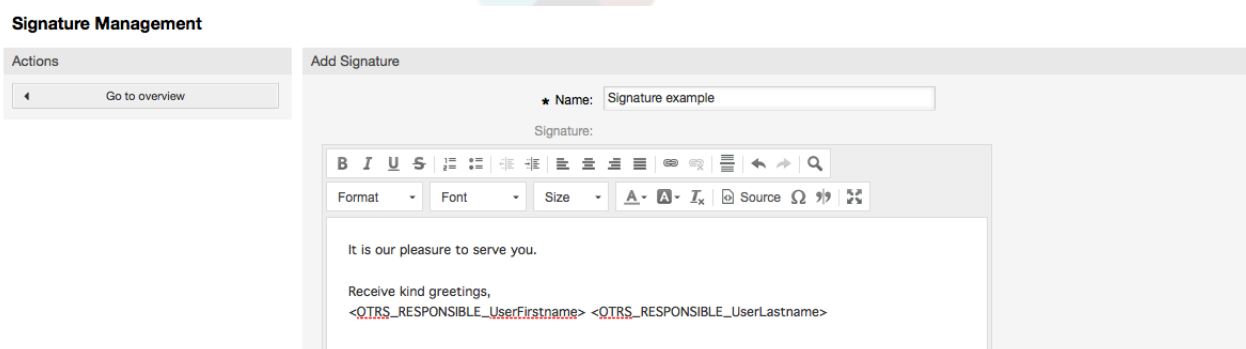 Signature Management
Actions
Go to overview
Add Signature
★ Name: Signature example
Signature:
B I U S
Format Font Size A A Ix Source Ω
It is our pleasure to serve you.
Receive kind greetings,
<OTRS_RESPONSIBLE_UserFirstname> <OTRS_RESPONSIBLE_UserLastname>